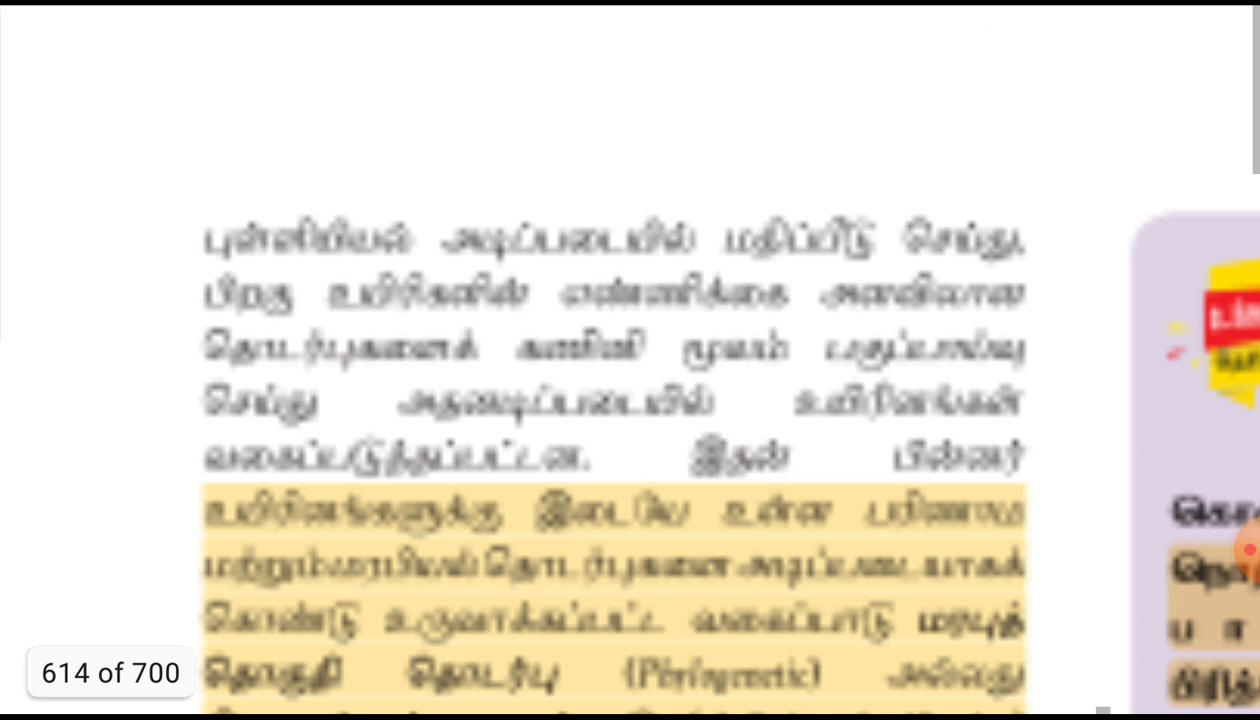 புள்ளியியல் அடிப்படையில் மதிப்பீடு செய்து,
பிறகு உயிரிகளின் எண்ணிக்கை அளவிலான
தொடர்புகளைக் கணினி மூலம் பகுப்பாய்வு
செய்து அதனடிப்படையில் உயிரினங்கள்
வகைப்படுத்தப்பட்டன. இதன் பின்னர்
உயிரினங்களுக்கு இடையே உள்ள பரிணாம
மற்றும் மரபியல் தொடர்புகளை அடிப்படையாகக்
கொண்டு உருவாக்கப்பட்ட வகைப்பாடு மரபுத்
தொகுதி தொடர்பு அல்லது
614 of 700